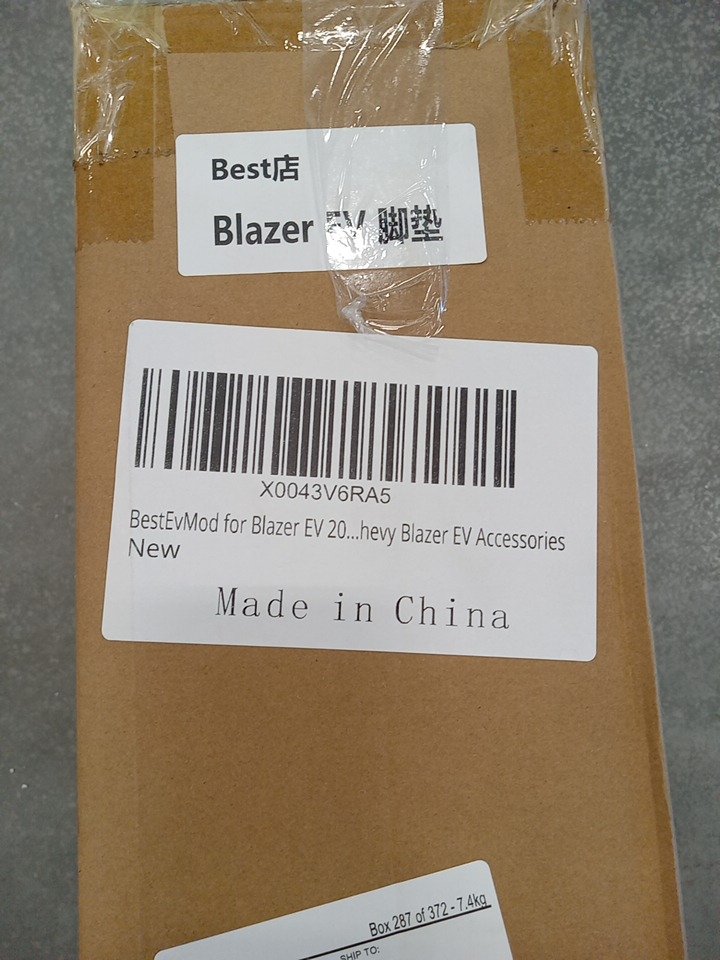 Best店
Blazer EV 脚垫
X0043V6RA5
BestEvMod for Blazer EV 20...hevy Blazer EV Accessories
New
Made in China
Box 287 of 372 - 7.4kg
SHIP TO: